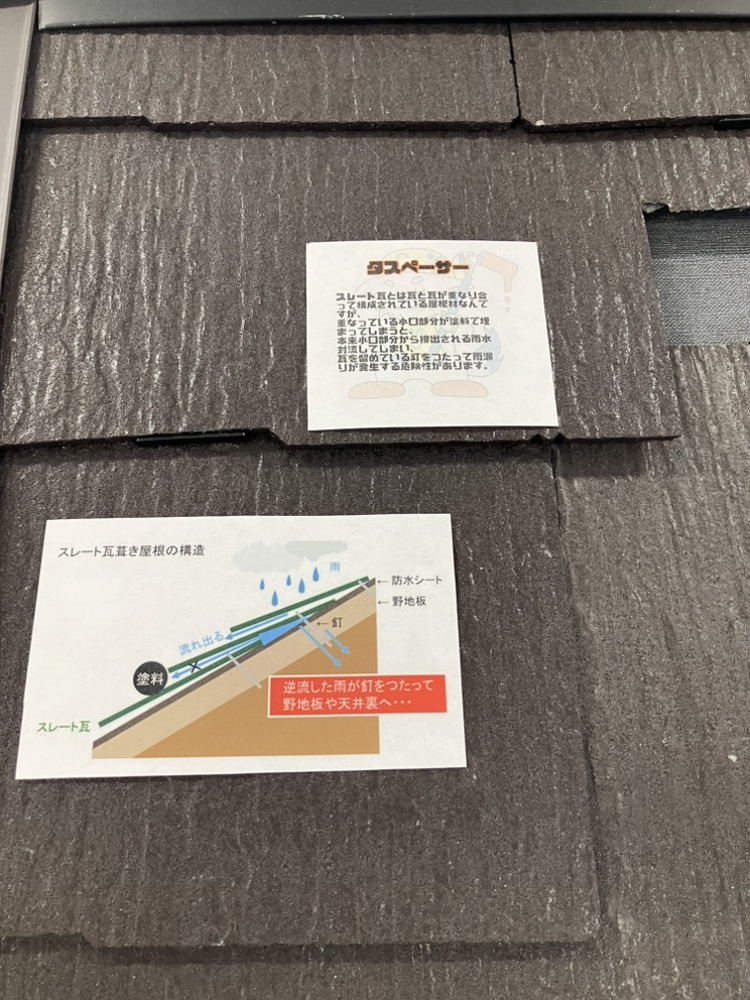 タスペーサー
スレート瓦とは瓦と瓦が重なり合
って構成されている屋根材なんで
すが、
重なっている小口部分が塗料で埋
まってしまうと、
本来小口部分から排出される雨水
対流してしまい、
瓦を留めている釘をつたって雨漏
りが発生する危険性があります。
スレート瓦葺き屋根の構造
雨
←防水シート
←野地板
←釘
流れ出る
塗料
逆流した雨が釘をつたって
野地板や天井裏へ・・・
スレート瓦